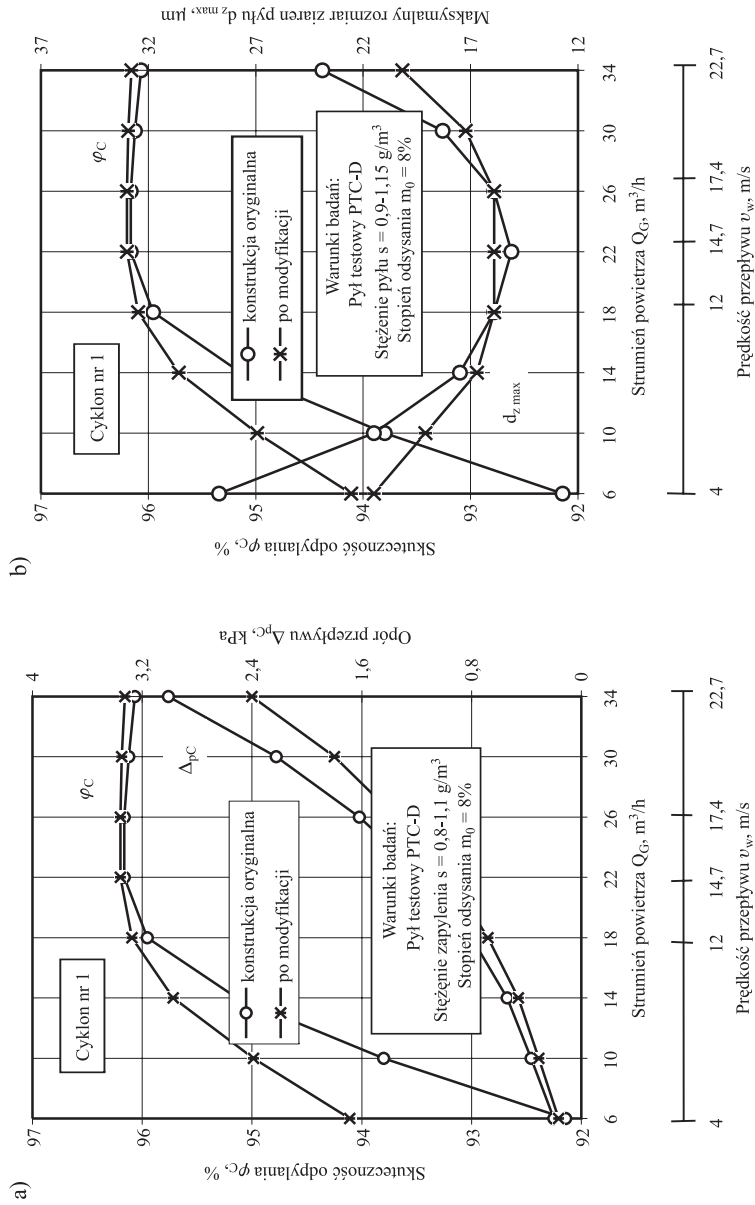 a)
Skuteczność odpylania φC, %
97
96
95
94
93
92
Opór przepływu ΔpC, kPa
4
3,2
2,4
1,6
0,8
0
Cyklon nr 1
φC
ΔpC
konstrukcja oryginalna
po modyfikacji
Warunki badań:
Pył testowy PTC-D
Stężęnie zapylenia s = 0,8-1,1 g/m³
Stopień odsysania m₀ = 8%
6 10 14 18 22 26 30 34
Strumień powietrza QG, m³/h
4 12 14,7 17,4 22,7
Prędkość przepływu υw, m/s
b)
Skuteczność odpylania φC, %
97
96
95
94
93
92
Maksymalny rozmiar ziaren pyłu dz max, μm
37
32
27
22
17
12
Cyklon nr 1
φC
konstrukcja oryginalna
po modyfikacji
Warunki badań:
Pył testowy PTC-D
Stężenie pyłu s = 0,9-1,15 g/m³
Stopień odsysania m₀ = 8%
dz max
6 10 14 18 22 26 30 34
Strumień powietrza QG, m³/h
4 12 14,7 17,4 22,7
Prędkość przepływu υw, m/s